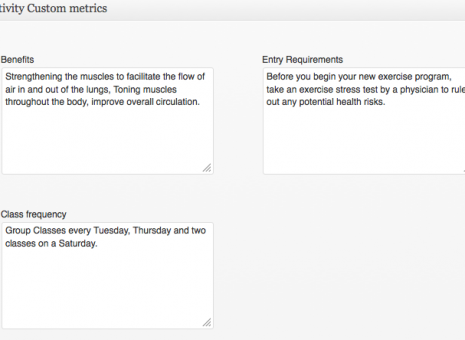 tivity Custom metrics
Benefits
Strengthening the muscles to facilitate the flow of
air in and out of the lungs, Toning muscles
throughout the body, improve overall circulation.
Entry Requirements
Before you begin your new exercise program,
take an exercise stress test by a physician to rule
out any potential health risks.
Class frequency
Group Classes every Tuesday, Thursday and two
classes on a Saturday.